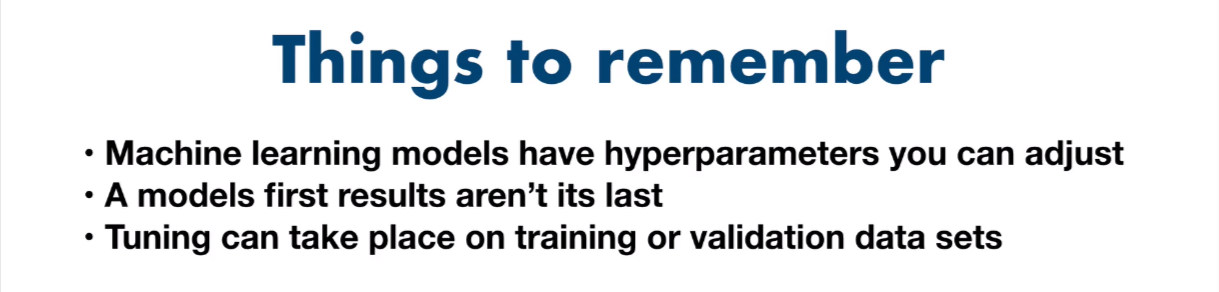 Things to remember
• Machine learning models have hyperparameters you can adjust
• A models first results aren’t its last
• Tuning can take place on training or validation data sets